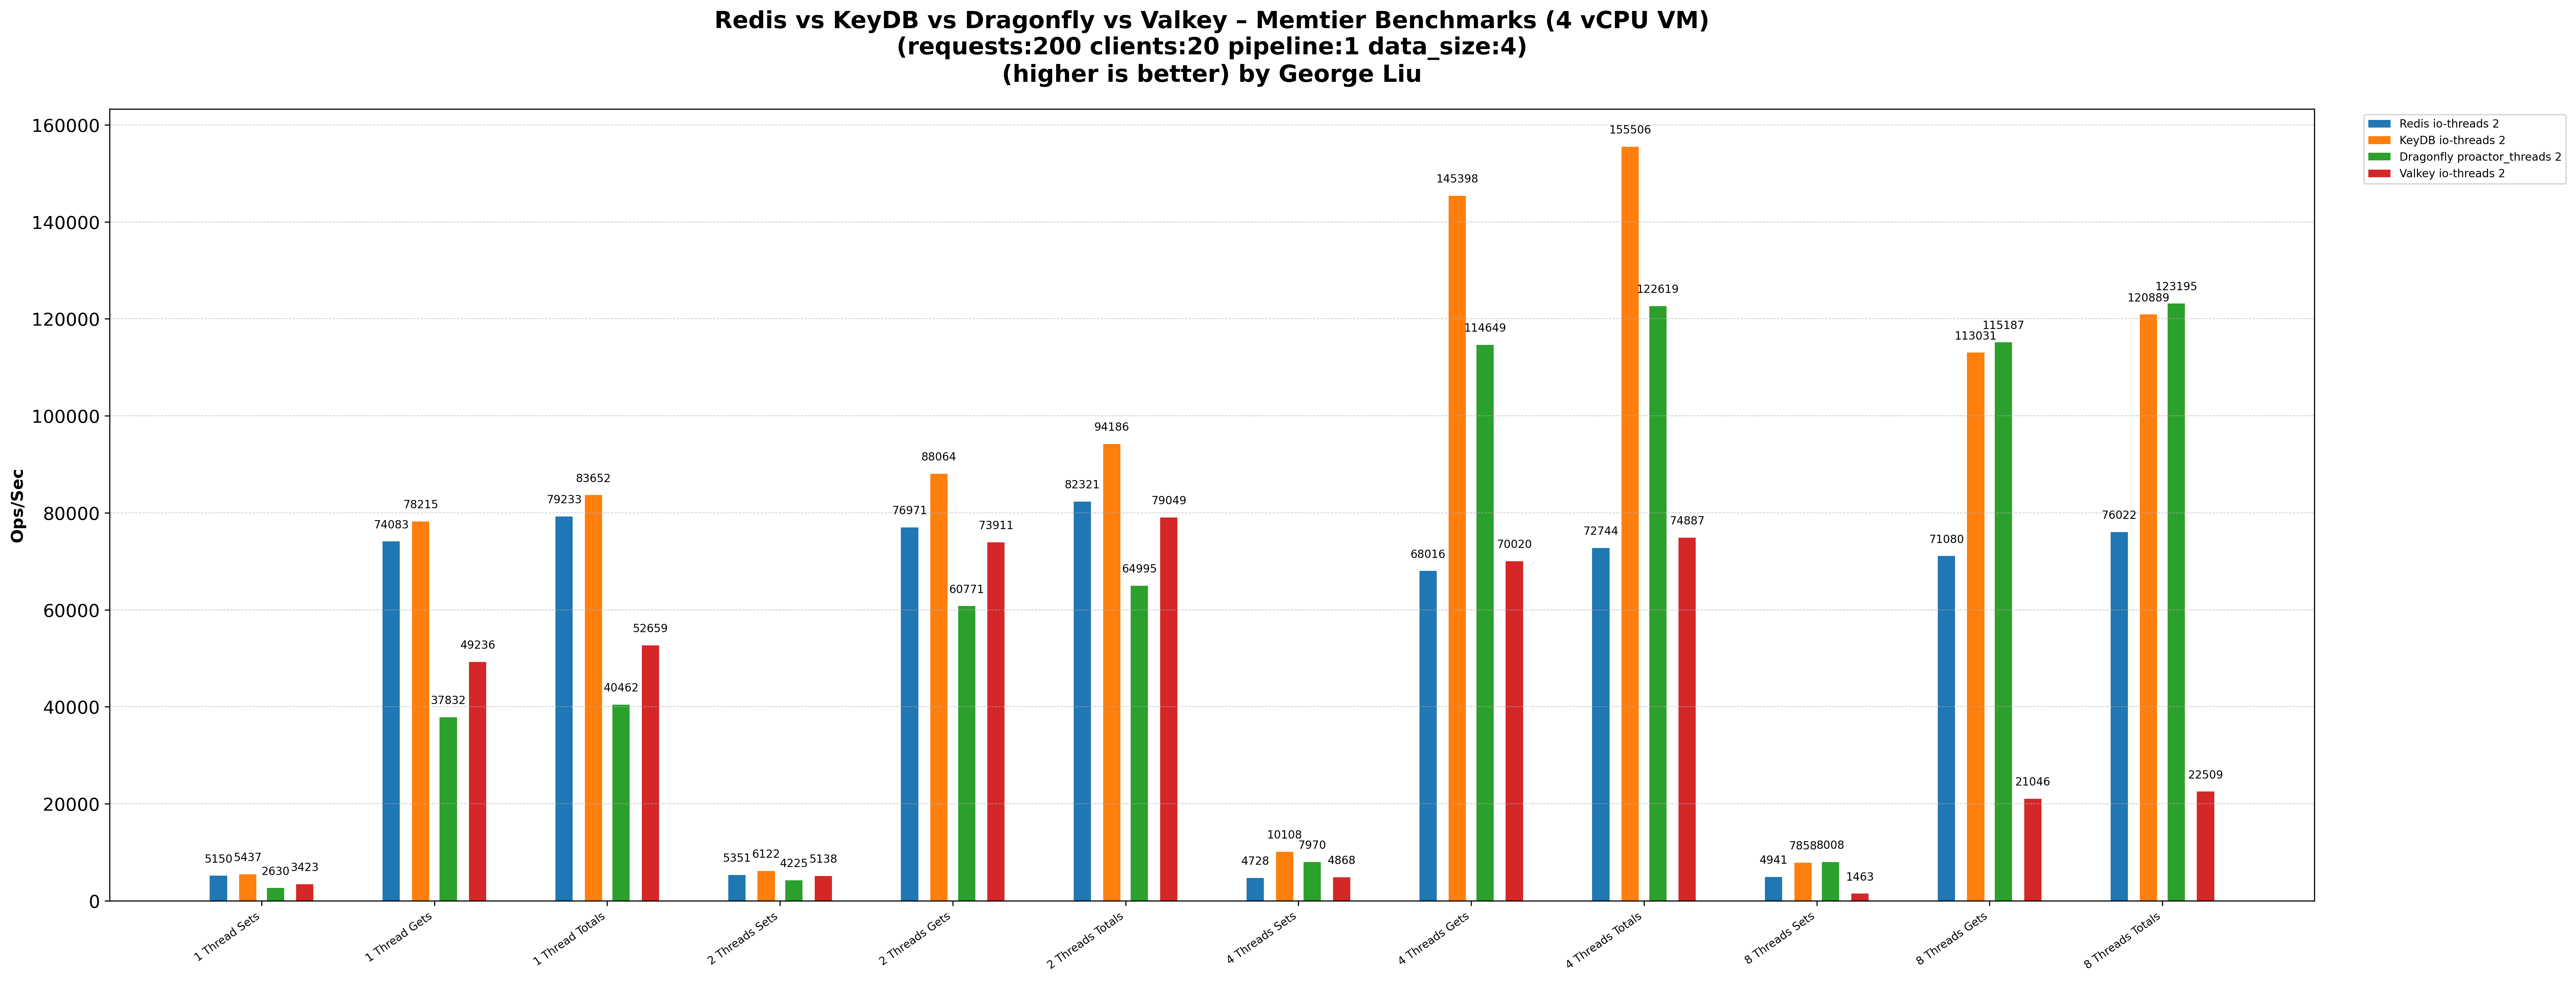 Redis vs KeyDB vs Dragonfly vs Valkey – Memtier Benchmarks (4 vCPU VM)
(requests:200 clients:20 pipeline:1 data_size:4)
(higher is better) by George Liu
Ops/Sec
160000
140000
120000
100000
80000
60000
40000
20000
0
Redis io-threads 2
KeyDB io-threads 2
Dragonfly proactor_threads 2
Valkey io-threads 2
5150 5437 2630 3423
74083 78215 37832 49236
79233 83652 40462 52659
5351 6122 4225 5138
76971 88064 60771 73911
82321 94186 64995 79049
4728 10108 7970 4868
68016 145398 114649 70020
72744 155506 122619 74887
4941 7858 8008 1463
71080 113031 115187 21046
76022 120889 123195 22509
1 Thread Sets
1 Thread Gets
1 Thread Totals
2 Threads Sets
2 Threads Gets
2 Threads Totals
4 Threads Sets
4 Threads Gets
4 Threads Totals
8 Threads Sets
8 Threads Gets
8 Threads Totals